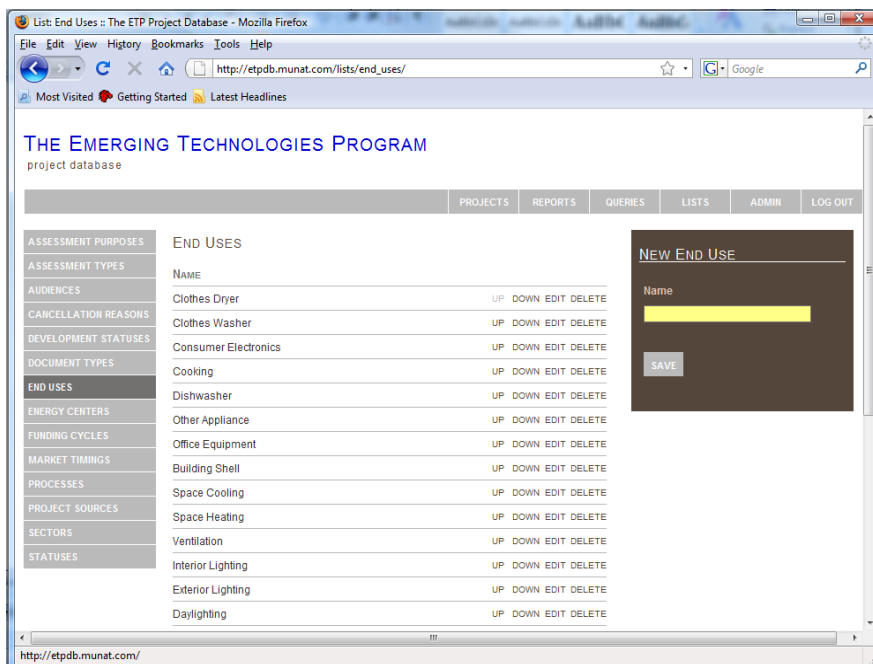 List: End Uses :: The ETP Project Database - Mozilla Firefox
File Edit View History Bookmarks Tools Help
http://etpdb.munat.com/lists/end_uses/
G Google
Most Visited Getting Started Latest Headlines
THE EMERGING TECHNOLOGIES PROGRAM
project database
PROJECTS REPORTS QUERIES LISTS ADMIN LOG OUT
ASSESSMENT PURPOSES
ASSESSMENT TYPES
AUDIENCES
CANCELLATION REASONS
DEVELOPMENT STATUSES
DOCUMENT TYPES
END USES
ENERGY CENTERS
FUNDING CYCLES
MARKET TIMINGS
PROCESSES
PROJECT SOURCES
SECTORS
STATUSES
END USES
NAME
Clothes Dryer UP DOWN EDIT DELETE
Clothes Washer UP DOWN EDIT DELETE
Consumer Electronics UP DOWN EDIT DELETE
Cooking UP DOWN EDIT DELETE
Dishwasher UP DOWN EDIT DELETE
Other Appliance UP DOWN EDIT DELETE
Office Equipment UP DOWN EDIT DELETE
Building Shell UP DOWN EDIT DELETE
Space Cooling UP DOWN EDIT DELETE
Space Heating UP DOWN EDIT DELETE
Ventilation UP DOWN EDIT DELETE
Interior Lighting UP DOWN EDIT DELETE
Exterior Lighting UP DOWN EDIT DELETE
Daylighting UP DOWN EDIT DELETE
NEW END USE
Name
SAVE
http://etpdb.munat.com/